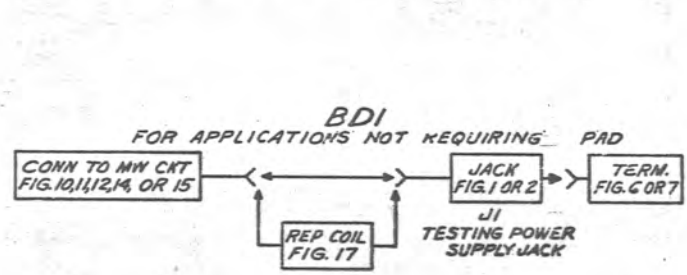 BD1
FOR APPLICATIONS NOT REQUIRING PAD
CONN TO MW CKT
FIG. 10, 11, 12, 14, OR 15
JACK
FIG. 1 OR 2
TERM.
FIG. 6 OR 7
J1
TESTING POWER
SUPPLY JACK
REP COIL
FIG. 17